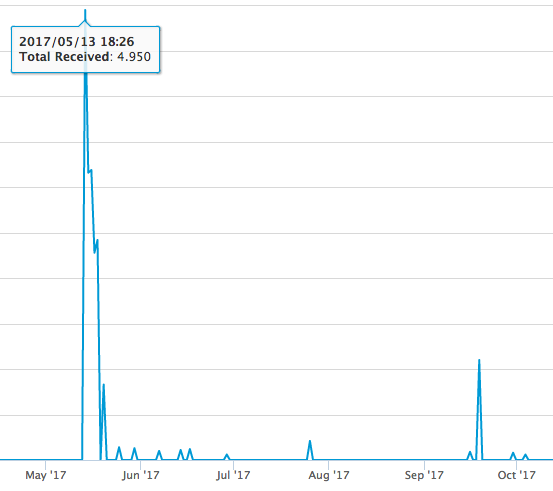 2017/05/13 18:26
Total Received: 4.950
May '17
Jun '17
Jul '17
Aug '17
Sep '17
Oct '17